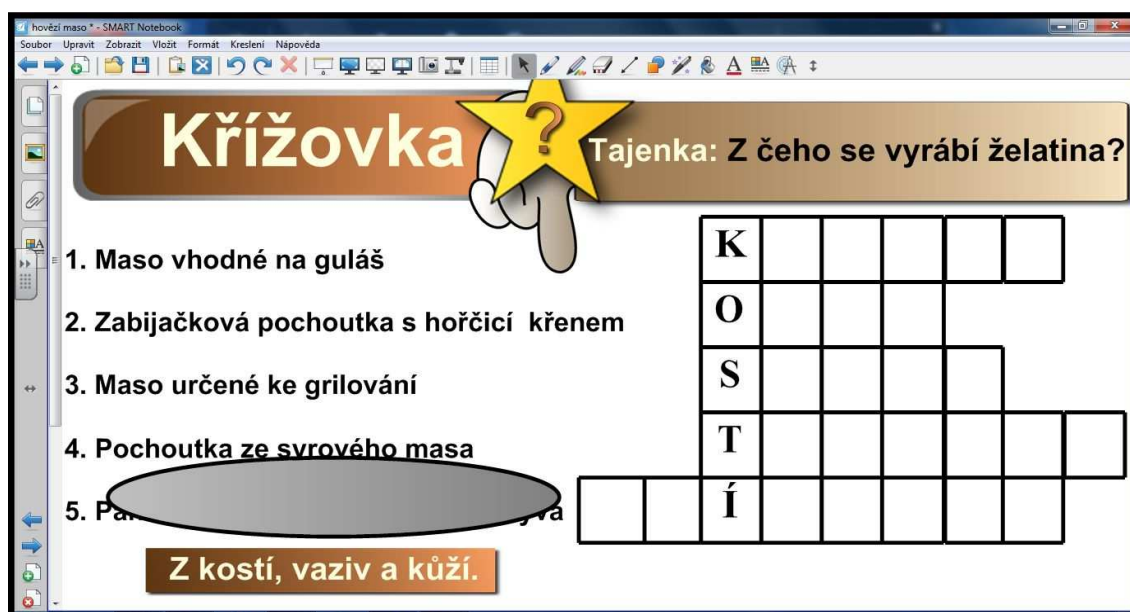 hovězí maso * - SMART Notebook
Soubor Upravit Zobrazit Vložit Formát Kreslení Nápověda
Křížovka
?
Tajenka: Z čeho se vyrábí želatina?
1. Maso vhodné na guláš
2. Zabijačková pochoutka s hořčicí křenem
3. Maso určené ke grilování
4. Pochoutka ze syrového masa
5.
K
O
S
T
Í
Z kostí, vaziv a kůží.